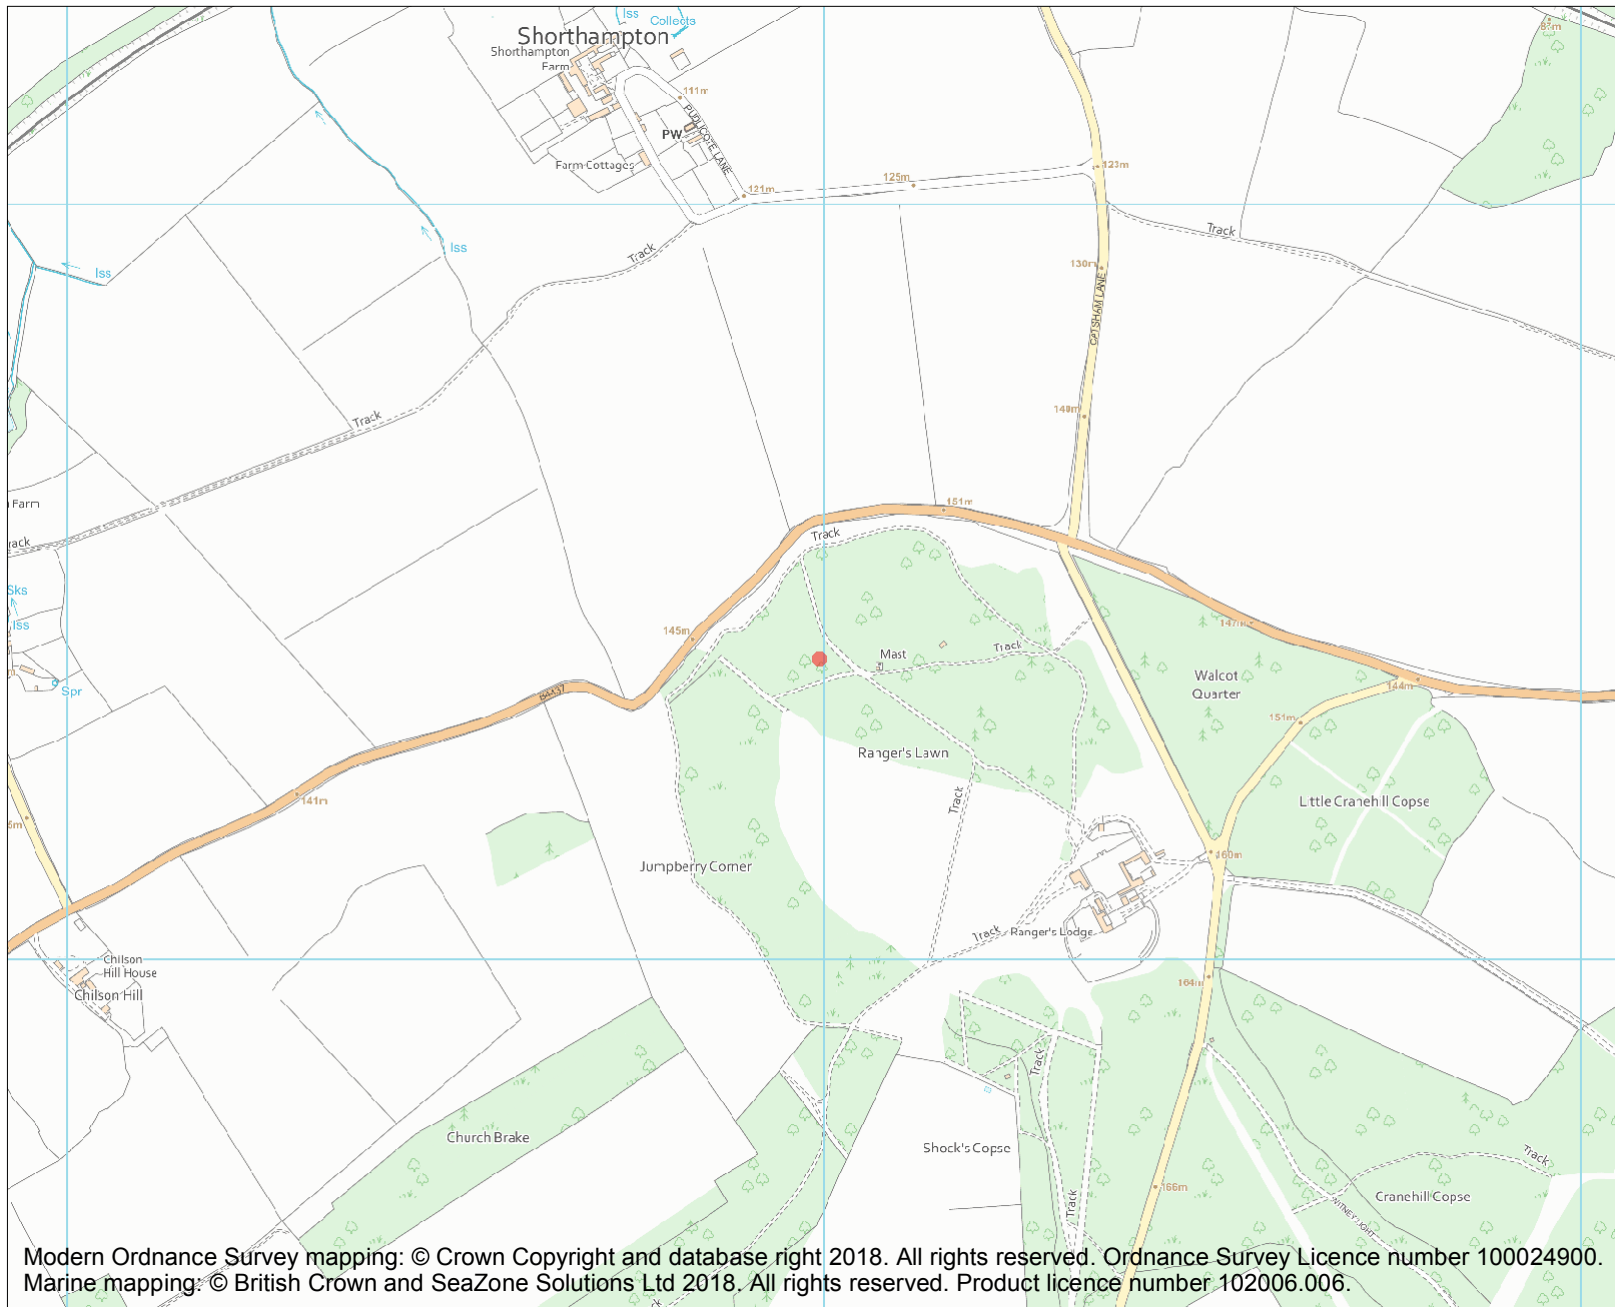 Iss
Collects
Shorthampton
Shorthampton
Farm
111m
PW
PUDLICOTE LANE
Farm Cottages
121m
125m
123m
Track
Iss
Iss
Track
130m
CATSHAM LANE
Track
140m
Farm
Track
151m
Track
Sks
Iss
145m
Mast
Track
147m
Walcot
Quarter
Spr
B4437
144m
151m
Ranger's Lawn
Track
Little Cranehill Copse
141m
Jumpberry Corner
160m
Track
Ranger's Lodge
Chilson
Hill House
Chilson Hill
164m
Track
Church Brake
Shock's Copse
Track
166m
Track
Cranehill Copse
WITNEY LIGHT
Modern Ordnance Survey mapping: © Crown Copyright and database right 2018. All rights reserved. Ordnance Survey Licence number 100024900.
Marine mapping: © British Crown and SeaZone Solutions Ltd 2018. All rights reserved. Product licence number 102006.006.